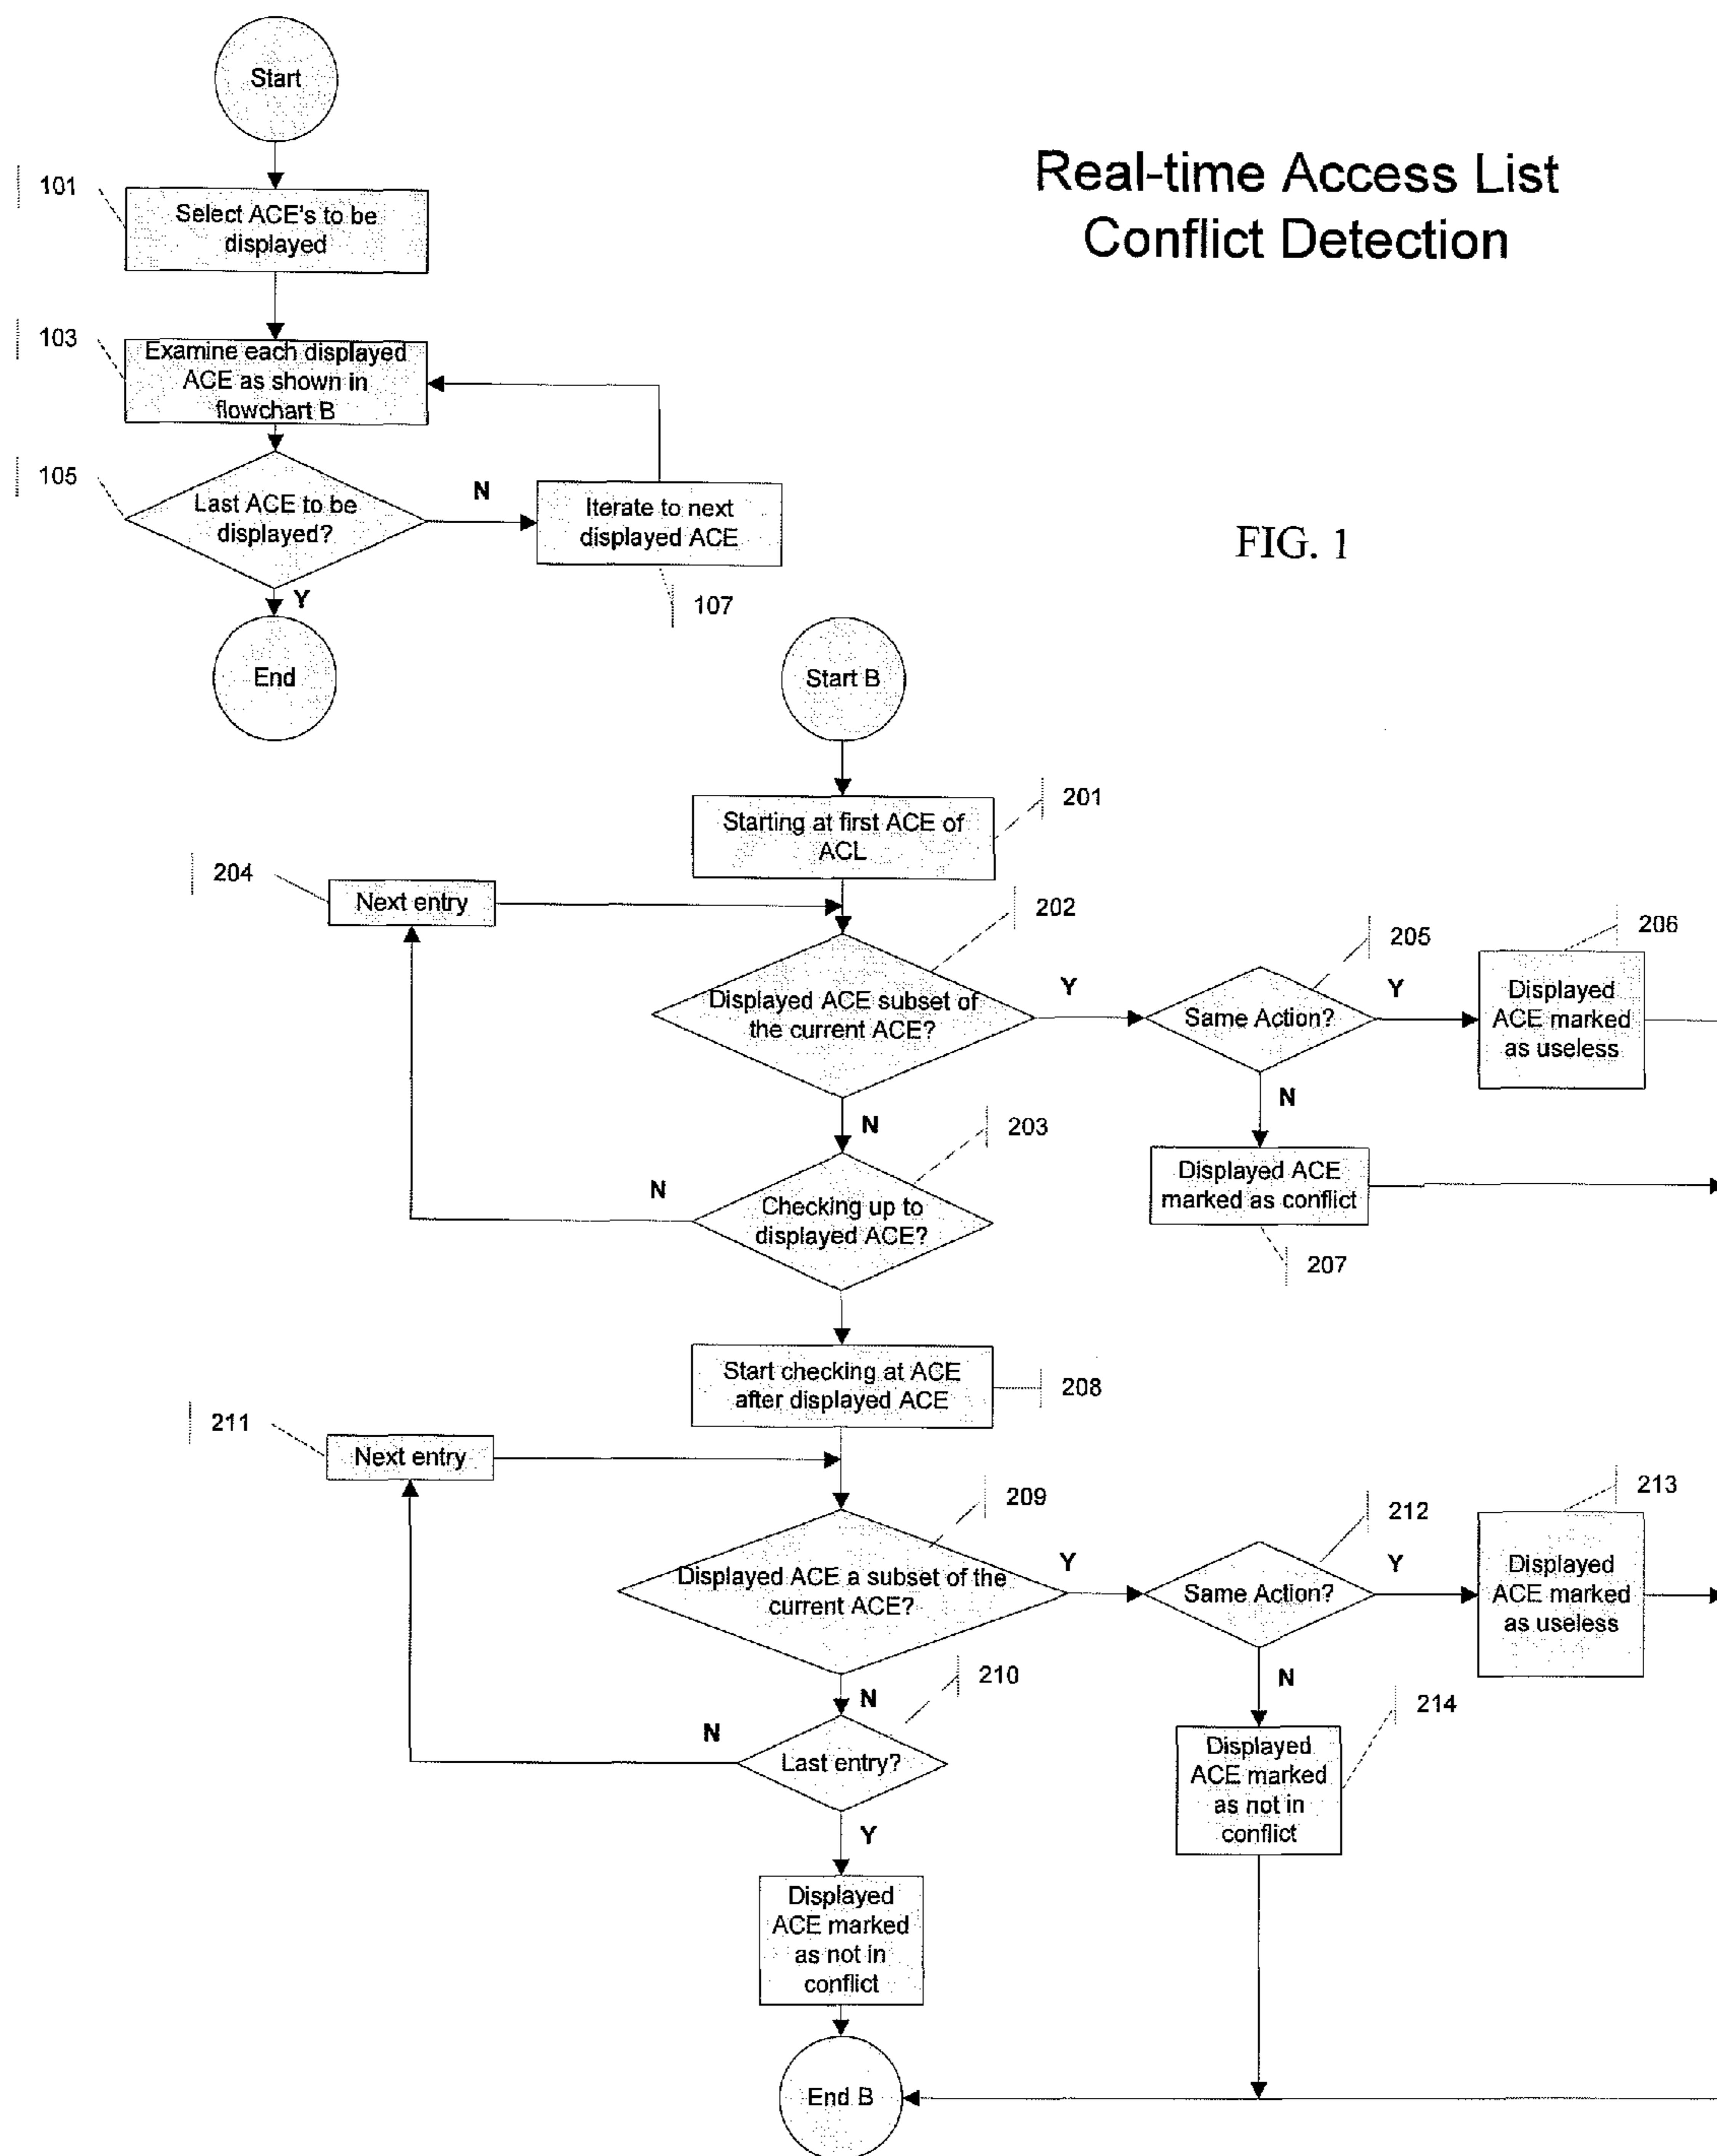 Start
Real-time Access List
Conflict Detection
101
Select ACE's to be
displayed
103
Examine each displayed
ACE as shown in
flowchart B
105
Last ACE to be
displayed?
N
Iterate to next
displayed ACE
107
Y
End
FIG. 1
Start B
201
Starting at first ACE of
ACL
204
Next entry
202
Displayed ACE subset of
the current ACE?
Y
205
Same Action?
Y
206
Displayed
ACE marked
as useless
N
N
203
Checking up to
displayed ACE?
N
Displayed ACE
marked as conflict
207
Start checking at ACE
after displayed ACE
208
211
Next entry
209
Displayed ACE a subset of the
current ACE?
Y
212
Same Action?
Y
213
Displayed
ACE marked
as useless
N
210
Last entry?
N
N
214
Displayed
ACE marked
as not in
conflict
Y
Displayed
ACE marked
as not in
conflict
End B